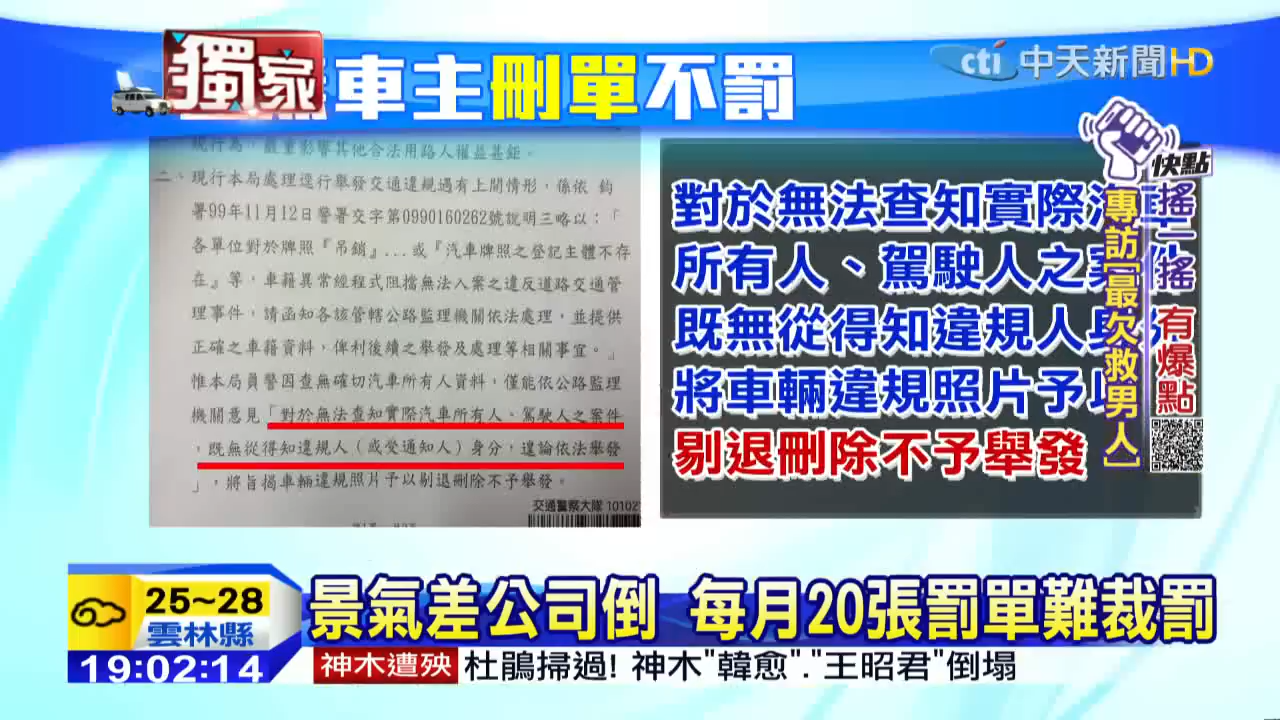 獨家
車主刪單不罰
cti 中天新聞HD
現行為，嚴重影響其他合法用路人權益甚鉅。
二、現行本局處理逕行舉發交通違規遇有上開情形，係依 鈞
署99年11月12日警署交字第0990160262號說明三略以：「
各單位對於牌照『吊銷』...或『汽車牌照之登記主體不存
在』等，車籍異常經程式阻擋無法入案之違反道路交通管
理事件，請函知各該管轄公路監理機關依法處理，並提供
正確之車籍資料，俾利後續之舉發及處理等相關事宜。」
惟本局員警因查無確切汽車所有人資料，僅能依公路監理
機關意見「對於無法查知實際汽車所有人、駕駛人之案件
，既無從得知違規人（或受通知人）身分，遑論依法舉發
」，將旨揭車輛違規照片予以剔退刪除不予舉發。
交通警察大隊 10102
對於無法查知實際汽車
所有人、駕駛人之案件
既無從得知違規人身分
將車輛違規照片予以
剔退刪除不予舉發
快點
搖一搖
有爆點
專訪[最欠救男人]
25~28
雲林縣
19:02:14
景氣差公司倒 每月20張罰單難裁罰
神木遭殃 杜鵑掃過! 神木"韓愈"."王昭君"倒塌